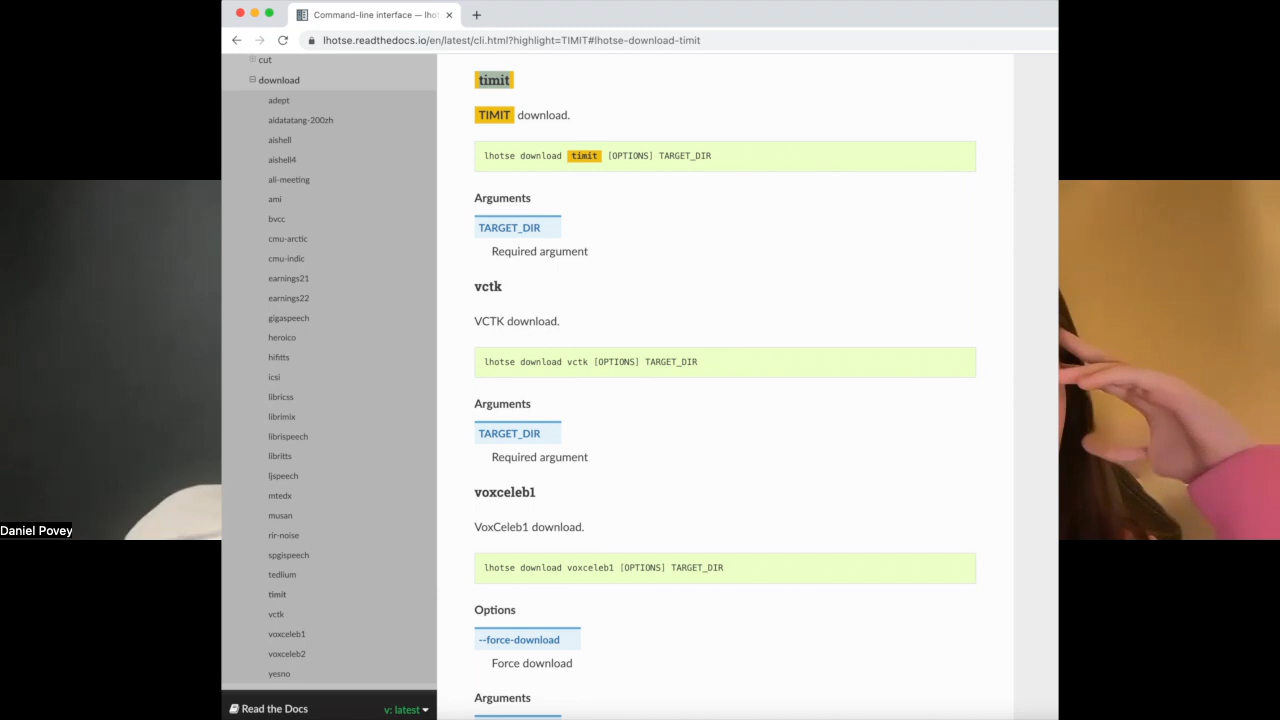 Command-line interface — lhot
lhotse.readthedocs.io/en/latest/cli.html?highlight=TIMIT#lhotse-download-timit
cut
download
adept
aidatatang-200zh
aishell
aishell4
ali-meeting
ami
bvcc
cmu-arctic
cmu-indic
earnings21
earnings22
gigaspeech
heroico
hifitts
icsi
libricss
librimix
librispeech
libritts
ljspeech
mtedx
musan
rir-noise
spgispeech
tedlium
timit
vctk
voxceleb1
voxceleb2
yesno
Read the Docs
v: latest
timit
TIMIT download.
lhotse download timit [OPTIONS] TARGET_DIR
Arguments
TARGET_DIR
Required argument
vctk
VCTK download.
lhotse download vctk [OPTIONS] TARGET_DIR
Arguments
TARGET_DIR
Required argument
voxceleb1
VoxCeleb1 download.
lhotse download voxceleb1 [OPTIONS] TARGET_DIR
Options
--force-download
Force download
Arguments
Daniel Povey